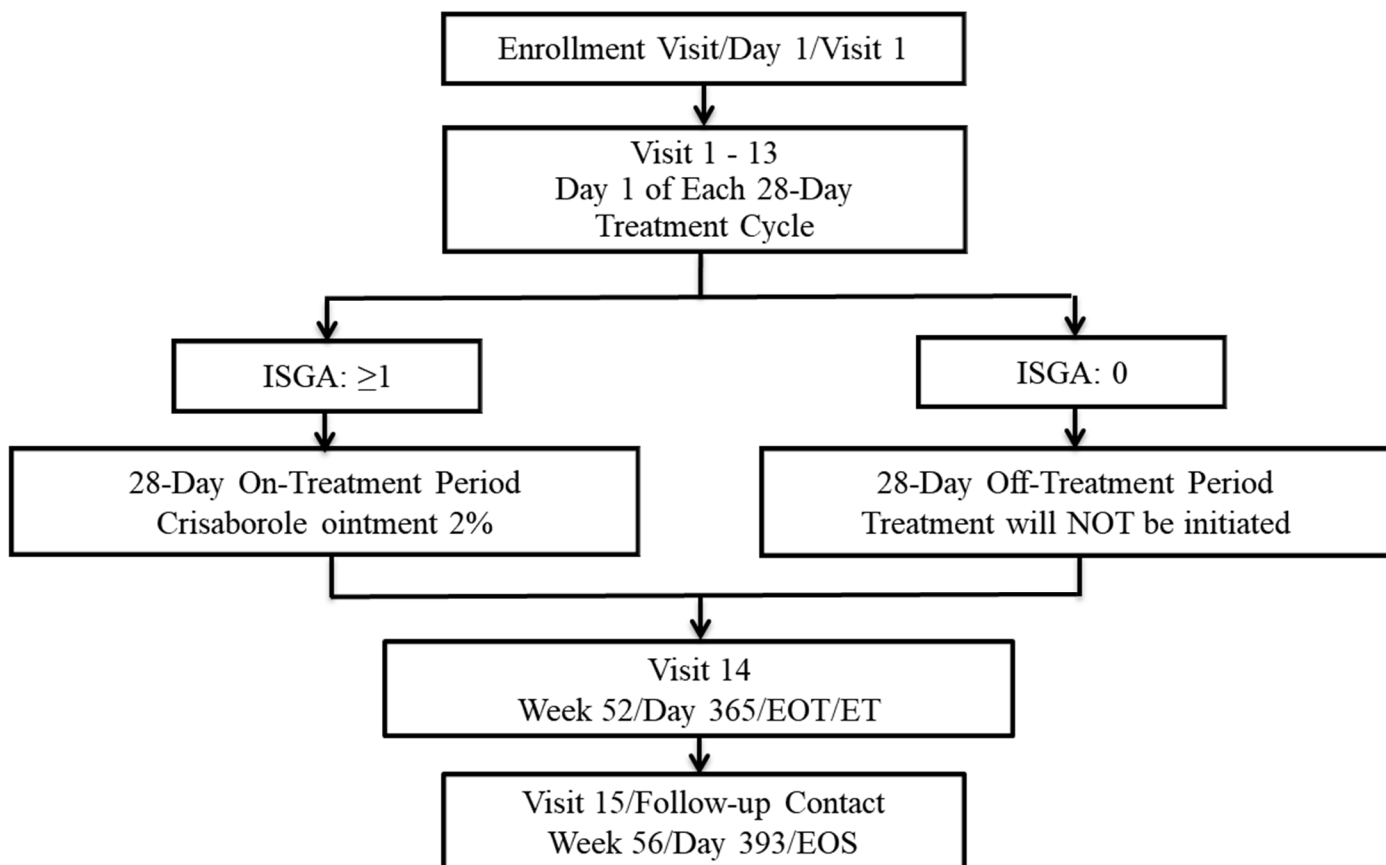 Enrollment Visit/Day 1/Visit 1
Visit 1 - 13
Day 1 of Each 28-Day
Treatment Cycle
ISGA: ≥1
ISGA: 0
28-Day On-Treatment Period
Crisaborole ointment 2%
28-Day Off-Treatment Period
Treatment will NOT be initiated
Visit 14
Week 52/Day 365/EOT/ET
Visit 15/Follow-up Contact
Week 56/Day 393/EOS